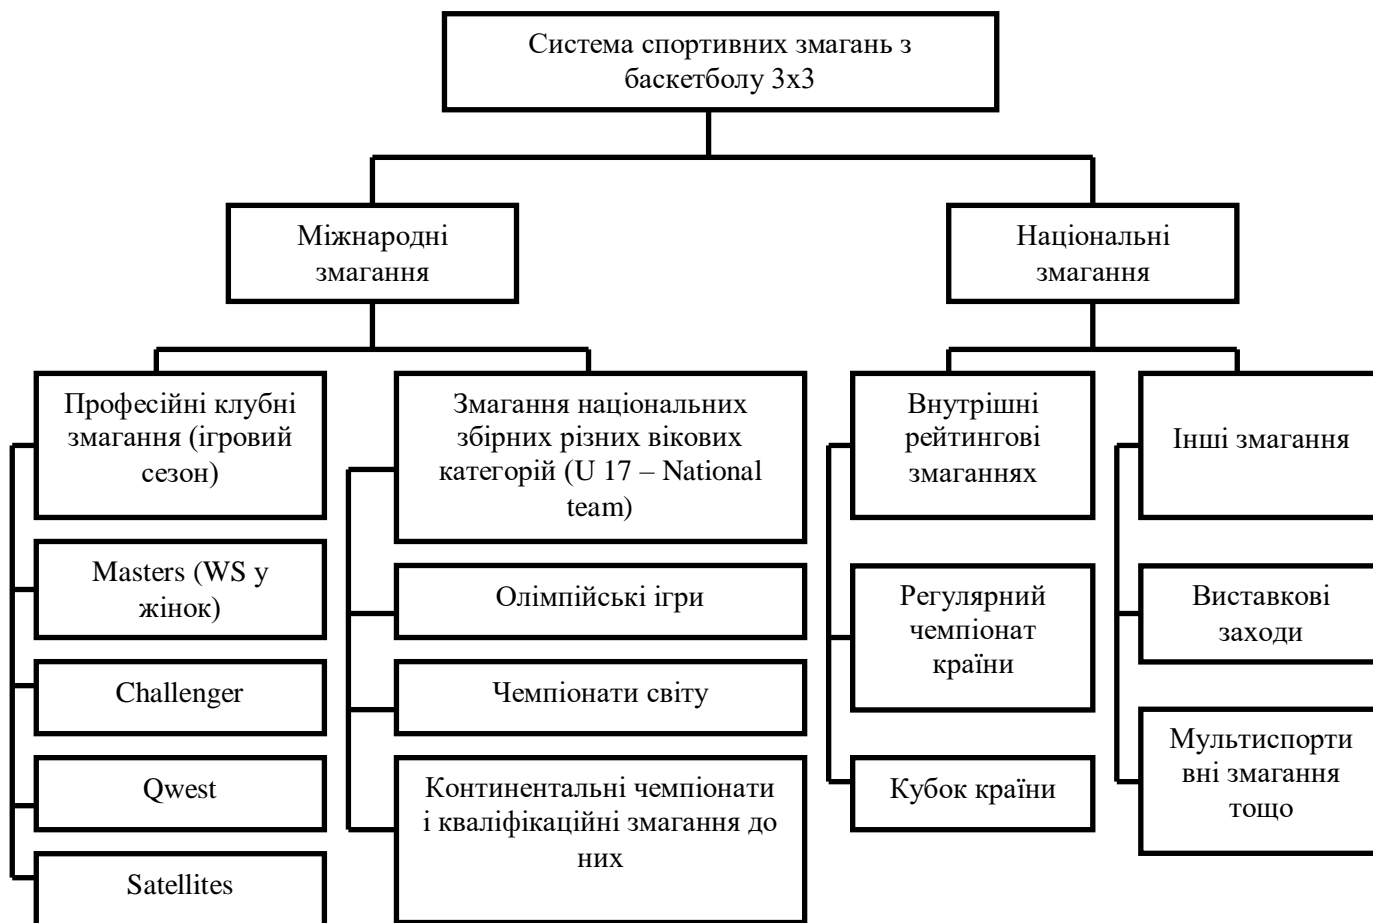 Система спортивних змагань з
баскетболу 3х3
Міжнародні
змагання
Національні
змагання
Професійні клубні
змагання (ігровий
сезон)
Masters (WS у
жінок)
Challenger
Qwest
Satellites
Змагання національних
збірних різних вікових
категорій (U 17 – National
team)
Олімпійські ігри
Чемпіонати світу
Континентальні чемпіонати
і кваліфікаційні змагання до
них
Внутрішні
рейтингові
змаганнях
Регулярний
чемпіонат
країни
Кубок країни
Інші змагання
Виставкові
заходи
Мультиспорти
вні змагання
тощо